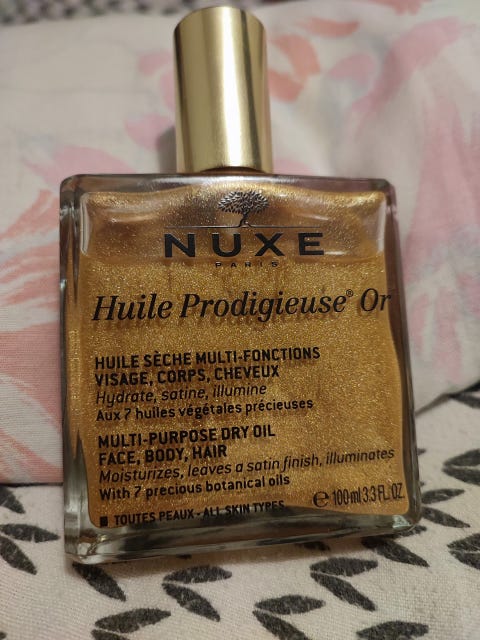 NUXE
PARIS
Huile Prodigieuse® Or
HUILE SÈCHE MULTI-FONCTIONS
VISAGE, CORPS, CHEVEUX
Hydrate, satine, illumine
Aux 7 huiles végétales précieuses
MULTI-PURPOSE DRY OIL
FACE, BODY, HAIR
Moisturizes, leaves a satin finish, illuminates
With 7 precious botanical oils
■ TOUTES PEAUX - ALL SKIN TYPES
℮ 100 ml 3.3 FL.OZ.